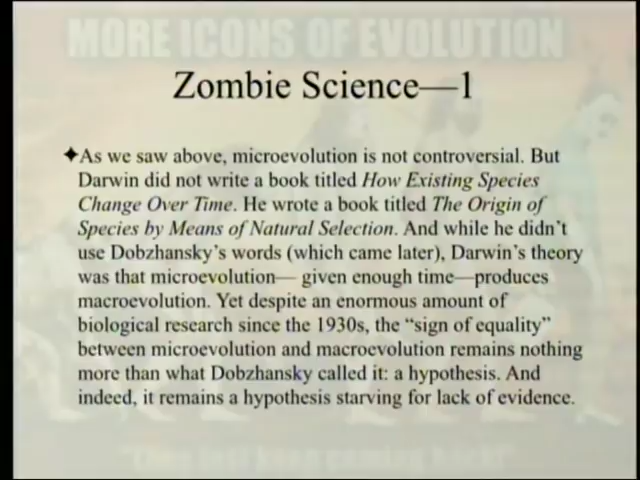 MORE ICONS OF EVOLUTION
Zombie Science—1
✦As we saw above, microevolution is not controversial. But
Darwin did not write a book titled How Existing Species
Change Over Time. He wrote a book titled The Origin of
Species by Means of Natural Selection. And while he didn't
use Dobzhansky's words (which came later), Darwin's theory
was that microevolution— given enough time—produces
macroevolution. Yet despite an enormous amount of
biological research since the 1930s, the “sign of equality”
between microevolution and macroevolution remains nothing
more than what Dobzhansky called it: a hypothesis. And
indeed, it remains a hypothesis starving for lack of evidence.